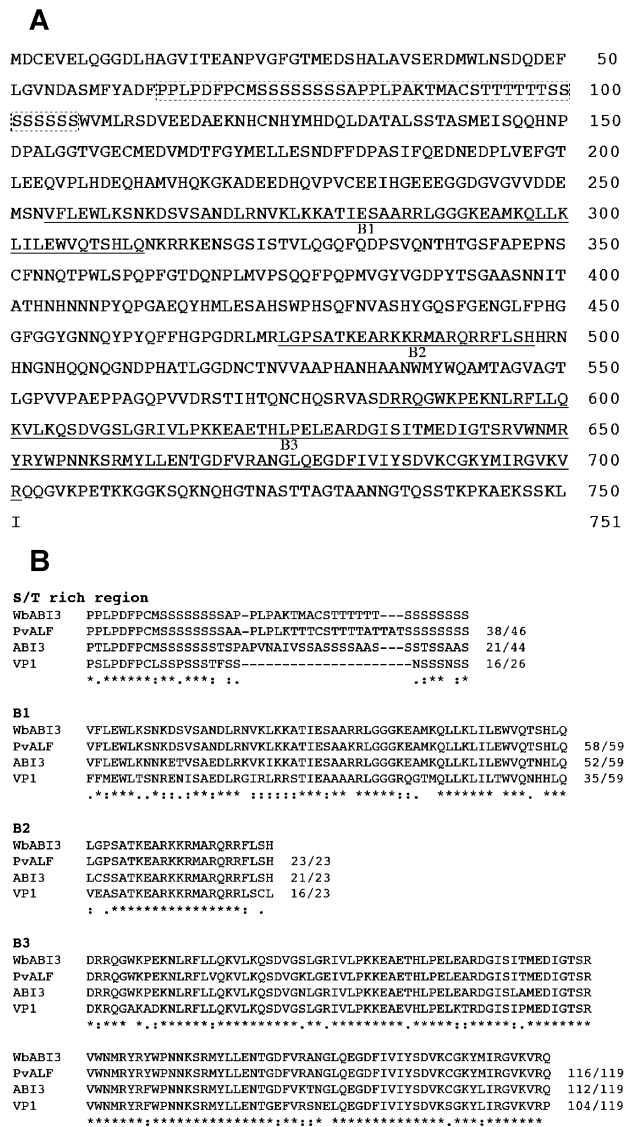 A
MDCEVELQGGDLHAGVITEANPVGFGTMEDSHALAVSERDMWLNSDQDEF 50
LGVNDASMFYADFPPLPDFPCMSSSSSSSSAPPLPAKTMACSTTTTTTSS 100
SSSSSSWVMLRSDVEEDAEKNHCNHYMHDQLDATALSSTASMEISQQHNP 150
DPALGGTVGECMEDVMDTFGYMELLESNDFFDPASIFQEDNEDPLVEFGT 200
LEEQVPLHDEQHAMVHQKGKADEEDHQVPVCEEIHGEEEGGDGVGVVDDE 250
MSNVFLEWLKSNKDSVSANDLRNVKLKKATIESAARRLGGGKEAMKQLLK 300
B1
LILEWVQTSHLQNKRRKENSGSISTVLQGQFQDPSVQNTHTGSFAPEPNS 350
CFNNQTPWLSPQPFGTDQNPLMVPSQQFPQPMVGYVGDPYTSGAASNNIT 400
ATHNHNNNPYQPGAEQYHMLESAHSWPHSQFNVASHYGQSFGENGLFPHG 450
GFGGYGNNQYPYQFFHGPGDRLMRLGPSATKEARKKRMARQRRFLSHHRN 500
B2
HNGNHQQNQGNDPHATLGGDNCTNVVAAPHANHAANWMYWQAMTAGVAGT 550
LGPVVPAEPPAGQPVVDRSTIHTQNCHQSRVASDRRQGWKPEKNLRFLLQ 600
KVLKQSDVGSLGRIVLPKKEAETHLPELEARDGISITMEDIGTSRVWNMR 650
B3
YRYWPNNKSRMYLLENTGDFVRANGLQEGDFIVIYSDVKCGKYMIRGVKV 700
RQQGVKPETKKGGKSQKNQHGTNASTTAGTAANNGTQSSTKPKAEKSSKL 750
I 751
B
S/T rich region
WbABI3 PPLPDFPCMSSSSSSSSAP-PLPAKTMACSTTTTTT---SSSSSSSS
PvALF PPLPDFPCMSSSSSSSSAA-PLPLKTTTCSTTTTATTATSSSSSSSS 38/46
ABI3 PTLPDFPCMSSSSSSTSPAPVNAIVSSASSSSAAS---SSTSSAAS 21/44
VP1 PSLPDFPCLSSPSSSTFSS--------------------NSSSNSS 16/26
*.******:**.***:*:. .::**:*
B1
WbABI3 VFLEWLKSNKDSVSANDLRNVKLKKATIESAARRLGGGKEAMKQLLKLILEWVQTSHLQ
PvALF VFLEWLKSNKDSVSANDLRNVKLKKATIESAAKRLGGGKEAMKQLLKLILEWVQTSHLQ 58/59
ABI3 VFLEWLKNNKETVSAEDLRKVKIKKATIESAARRLGGGKEAMKQLLKLILEWVQTNHLQ 52/59
VP1 FFMEWLTSNRENISAEDLRGIRLRRSTIEAAAARLGGGRQGTMQLLKLILTWVQNHHLQ 35/59
.*:***..*::.:**:*** ::::::***:** *****:. ******* ***. ***
B2
WbABI3 LGPSATKEARKKRMARQRRFLSH
PvALF LGPSATKEARKKRMARQRRFLSH 23/23
ABI3 LCSSATKEARKKRMARQRRFLSH 21/23
VP1 VEASATKEARKKRMARQRRLSCL 16/23
: .****************: .
B3
WbABI3 DRRQGWKPEKNLRFLLQKVLKQSDVGSLGRIVLPKKEAETHLPELEARDGISITMEDIGTSR
PvALF DRRQGWKPEKNLRFLVQKVLKQSDVGKLGEIVLPKKEAETHLPELEARDGISITMEDIGTSR
ABI3 DRRQGWKPEKNLRFLLQKVLKQSDVGNLGRIVLPKKEAETHLPELEARDGISLAMEDIGTSR
VP1 DKRQGAKADKNLRFLLQKVLKQSDVGSLGRIVLPKKEAEVHLPELKTRDGISIPMEDIGTSR
*:*** *.:******:**********.**.*********.*****::*****:.********
WbABI3 VWNMRYRYWPNNKSRMYLLENTGDFVRANGLQEGDFIVIYSDVKCGKYMIRGVKVRQ
PvALF VWNMRYRYWPNNKSRMYLLENTGDFVRANGLQEGDFIVIYSDVKCGKYMIRGVKVRQ 116/119
ABI3 VWNMRYRFWPNNKSRMYLLENTGDFVKTNGLQEGDFIVIYSDVKCGKYLIRGVKVRQ 112/119
VP1 VWNMRYRFWPNNKSRMYLLENTGEFVRSNELQEGDFIVIYSDVKCGKYLIRGVKVRP 104/119
*******:***************:**::* ******************:*******